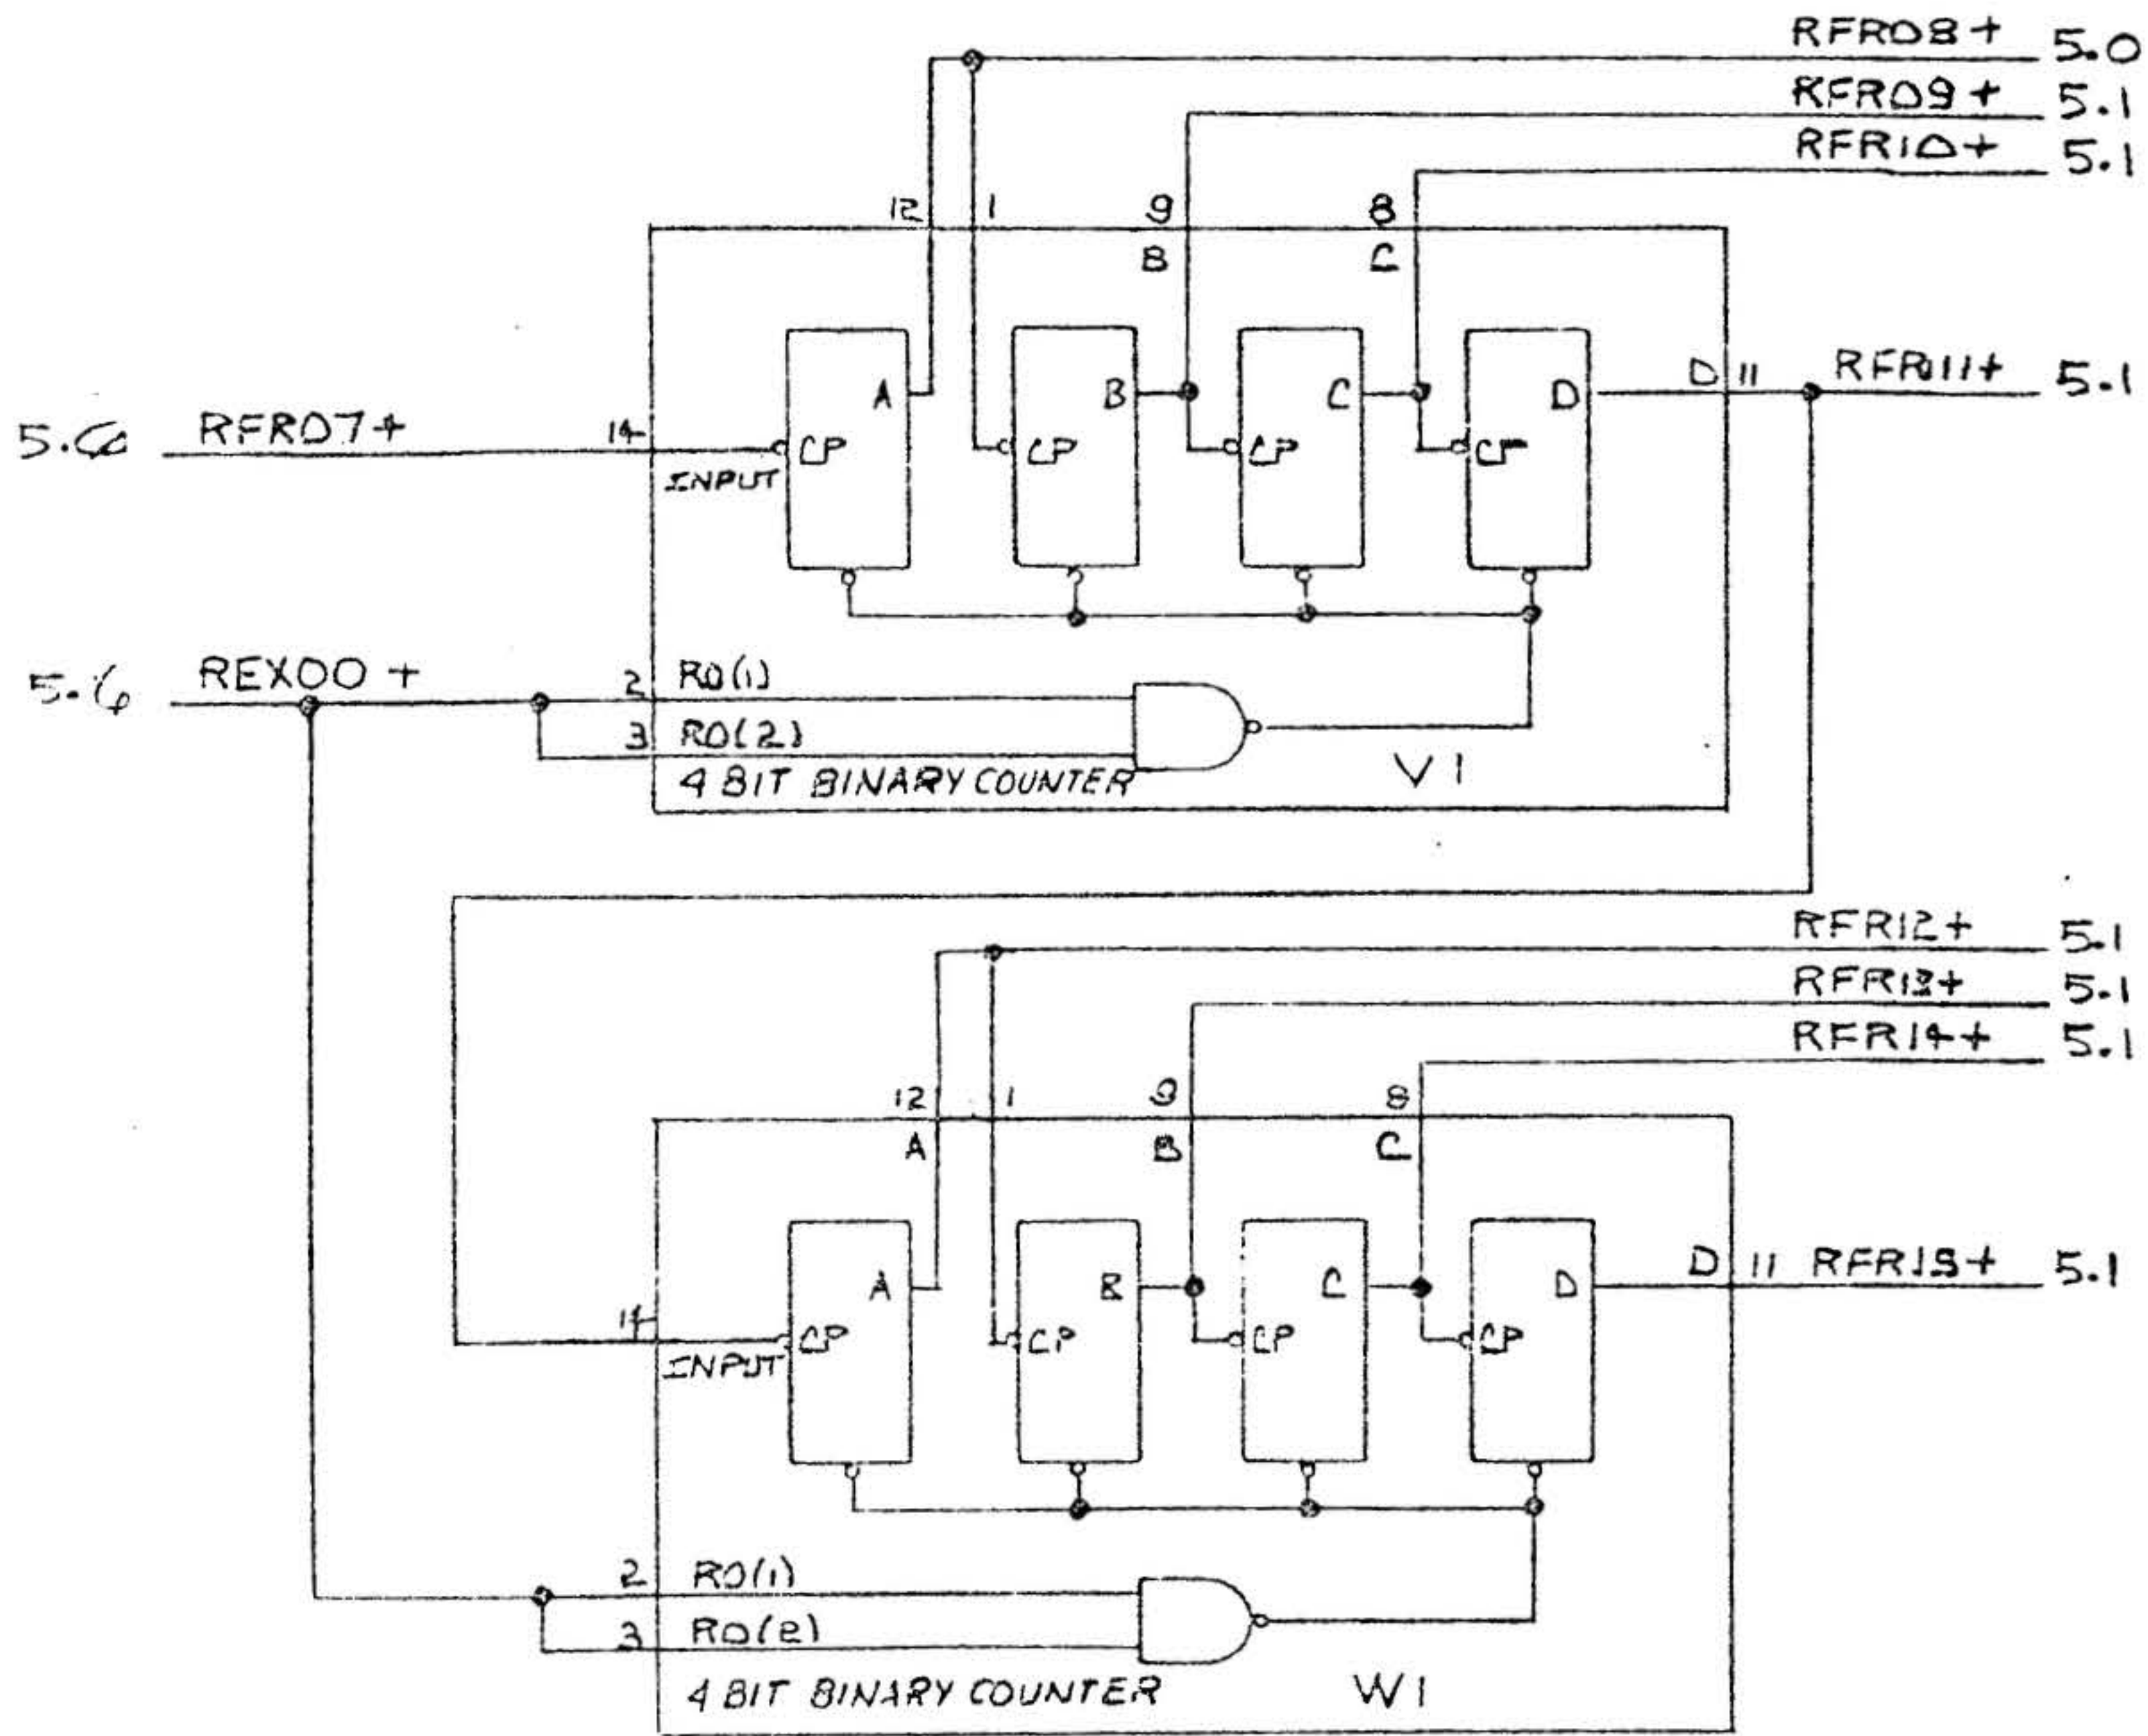 RFR08+ 5.0
RFR09+ 5.1
RFR10+ 5.1
12 1 9 8
B C
A B C D D 11 RFR11+ 5.1
5.6 RFR07+ 14 CP CP CP CP
INPUT
5.6 REX00+ 2 R0(1)
3 R0(2)
4 BIT BINARY COUNTER V1
RFR12+ 5.1
RFR13+ 5.1
RFR14+ 5.1
12 1 9 8
A B C
A B C D D 11 RFR15+ 5.1
14 CP CP CP CP
INPUT
2 R0(1)
3 R0(2)
4 BIT BINARY COUNTER W1